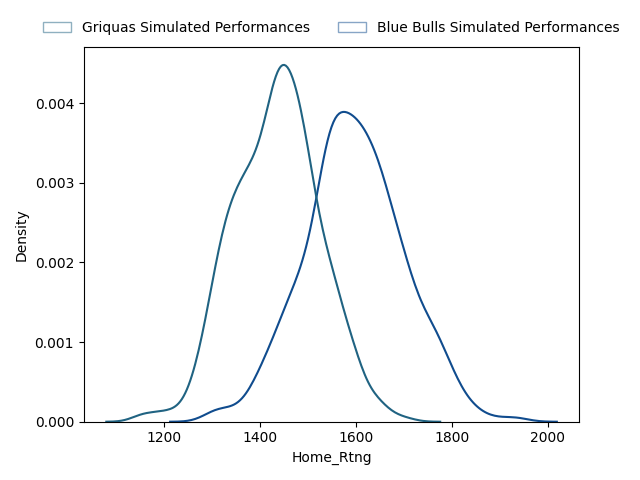 Griquas Simulated Performances Blue Bulls Simulated Performances
0.004
0.003
0.002
0.001
0.000
Density
1200 1400 1600 1800 2000
Home_Rtng